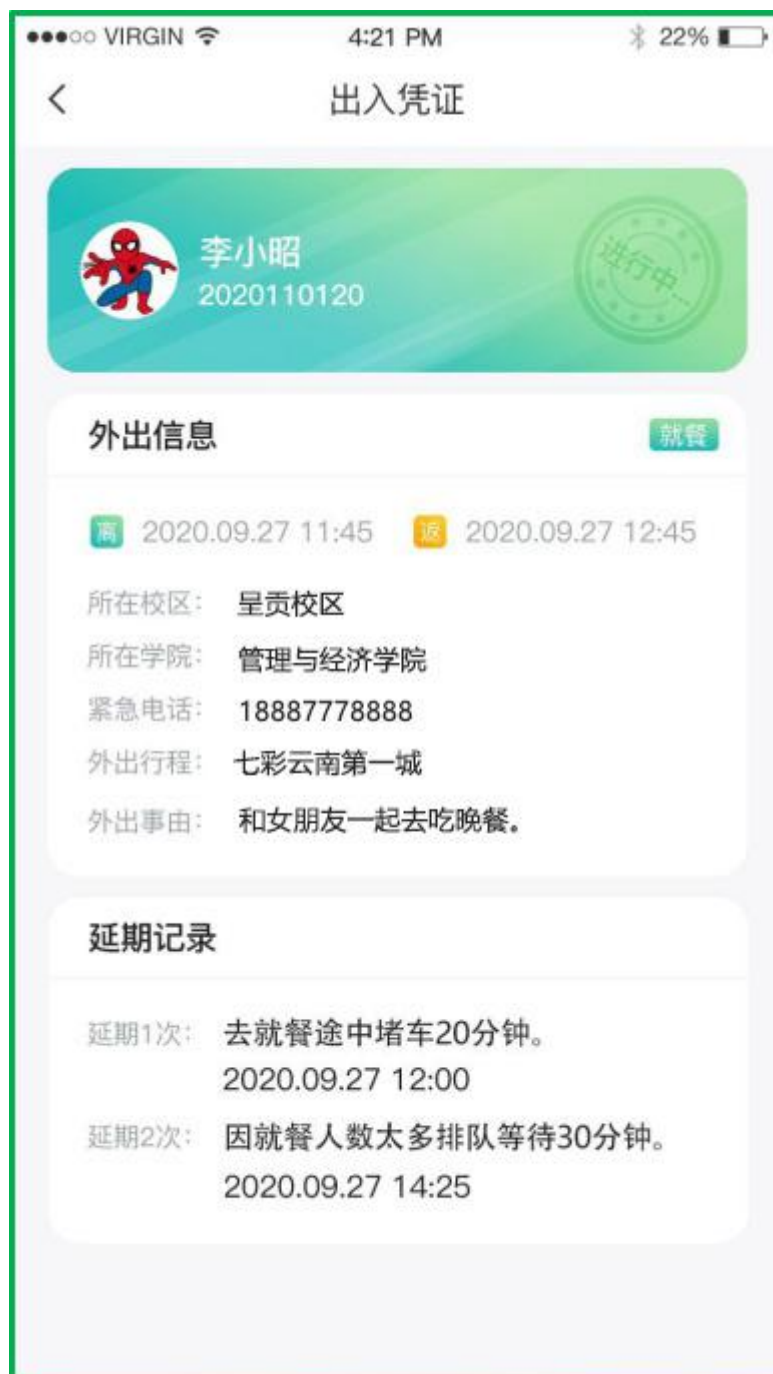 VIRGIN 4:21 PM 22%
出入凭证
李小昭
2020110120
进行中...
外出信息 就餐
离 2020.09.27 11:45 返 2020.09.27 12:45
所在校区: 呈贡校区
所在学院: 管理与经济学院
紧急电话: 18887778888
外出行程: 七彩云南第一城
外出事由: 和女朋友一起去吃晚餐。
延期记录
延期1次: 去就餐途中堵车20分钟。
2020.09.27 12:00
延期2次: 因就餐人数太多排队等待30分钟。
2020.09.27 14:25